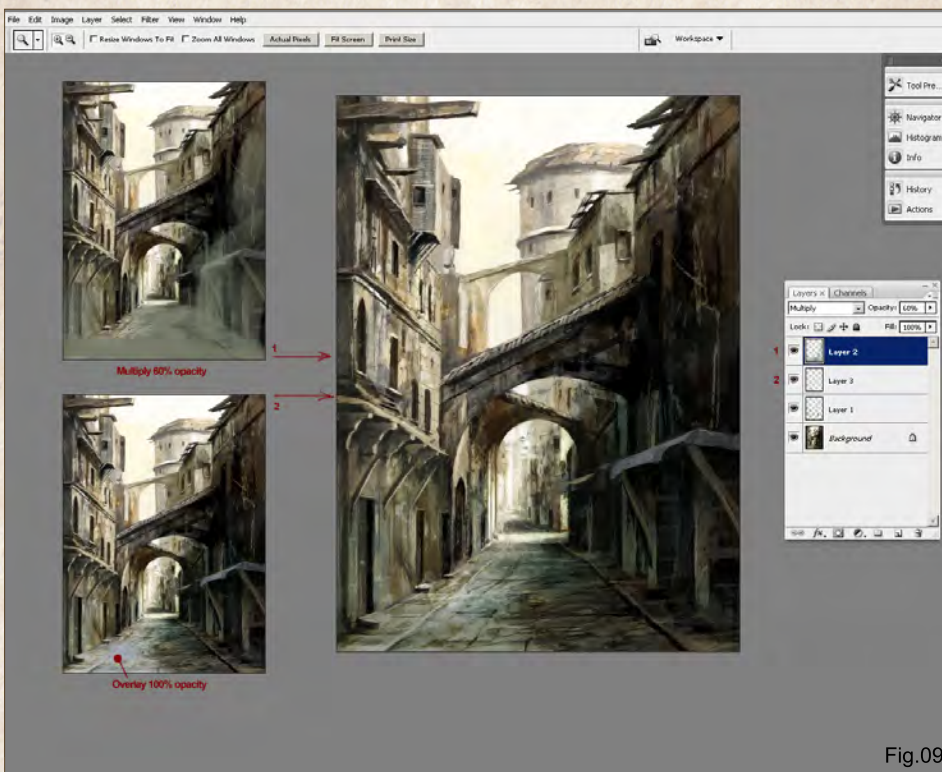 File Edit Image Layer Select Filter View Window Help
Resize Windows To Fit Zoom All Windows Actual Pixels Fit Screen Print Size Workspace
Tool Pre...
Navigator
Histogram
Info
History
Actions
1
Multiply 60% opacity
2
Overlay 100% opacity
Layers x Channels
Multiply Opacity: 60%
Lock: Fill: 100%
1 Layer 2
2 Layer 3
Layer 1
Background
Fig.09